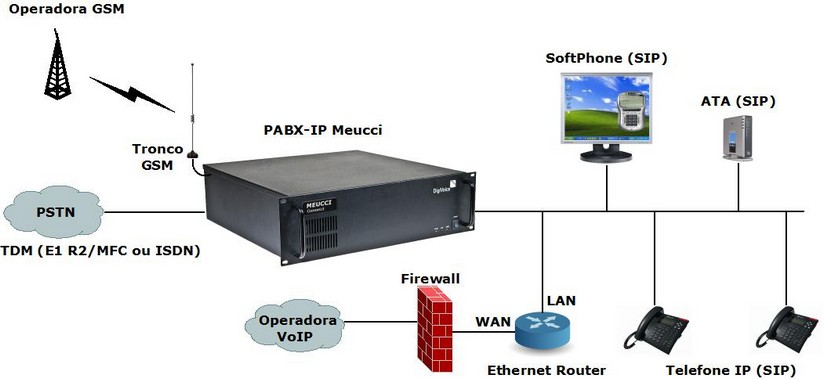 Operadora GSM
SoftPhone (SIP)
ATA (SIP)
PABX-IP Meucci
Tronco
GSM
PSTN
MEUCCI
DigiVoice
TDM (E1 R2/MFC ou ISDN)
Firewall
LAN
WAN
Operadora
VoIP
Ethernet Router
Telefone IP (SIP)